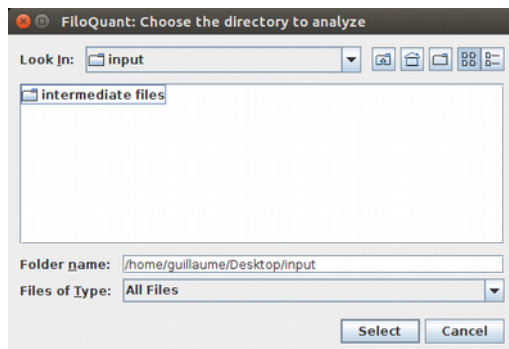 FiloQuant: Choose the directory to analyze
Look In: input
intermediate files
Folder name: /home/guillaume/Desktop/input
Files of Type: All Files
Select Cancel